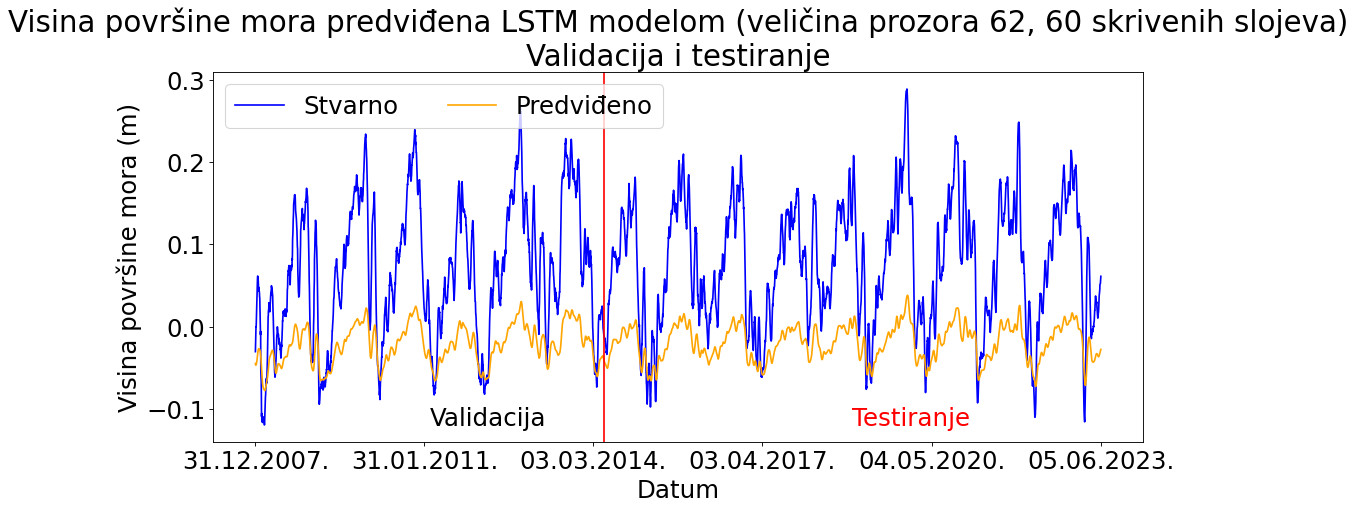 Visina površine mora predviđena LSTM modelom (veličina prozora 62, 60 skrivenih slojeva)
Validacija i testiranje
Stvarno
Predviđeno
Visina površine mora (m)
0.3
0.2
0.1
0.0
−0.1
Validacija
Testiranje
31.12.2007.
31.01.2011.
03.03.2014.
03.04.2017.
04.05.2020.
05.06.2023.
Datum